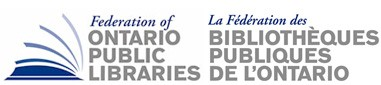 Federation of
ONTARIO
PUBLIC
LIBRARIES
La Fédération des
BIBLIOTHÈQUES
PUBLIQUES
DE L'ONTARIO